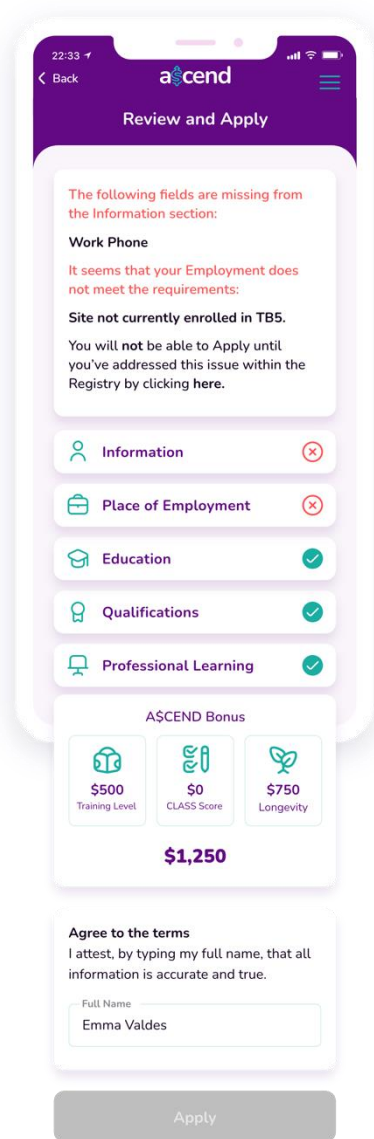 22:33
Back
a$cend
Review and Apply
The following fields are missing from
the Information section:
Work Phone
It seems that your Employment does
not meet the requirements:
Site not currently enrolled in TB5.
You will not be able to Apply until
you've addressed this issue within the
Registry by clicking here.
Information
Place of Employment
Education
Qualifications
Professional Learning
A$CEND Bonus
$500
Training Level
$0
CLASS Score
$750
Longevity
$1,250
Agree to the terms
I attest, by typing my full name, that all
information is accurate and true.
Full Name
Emma Valdes
Apply